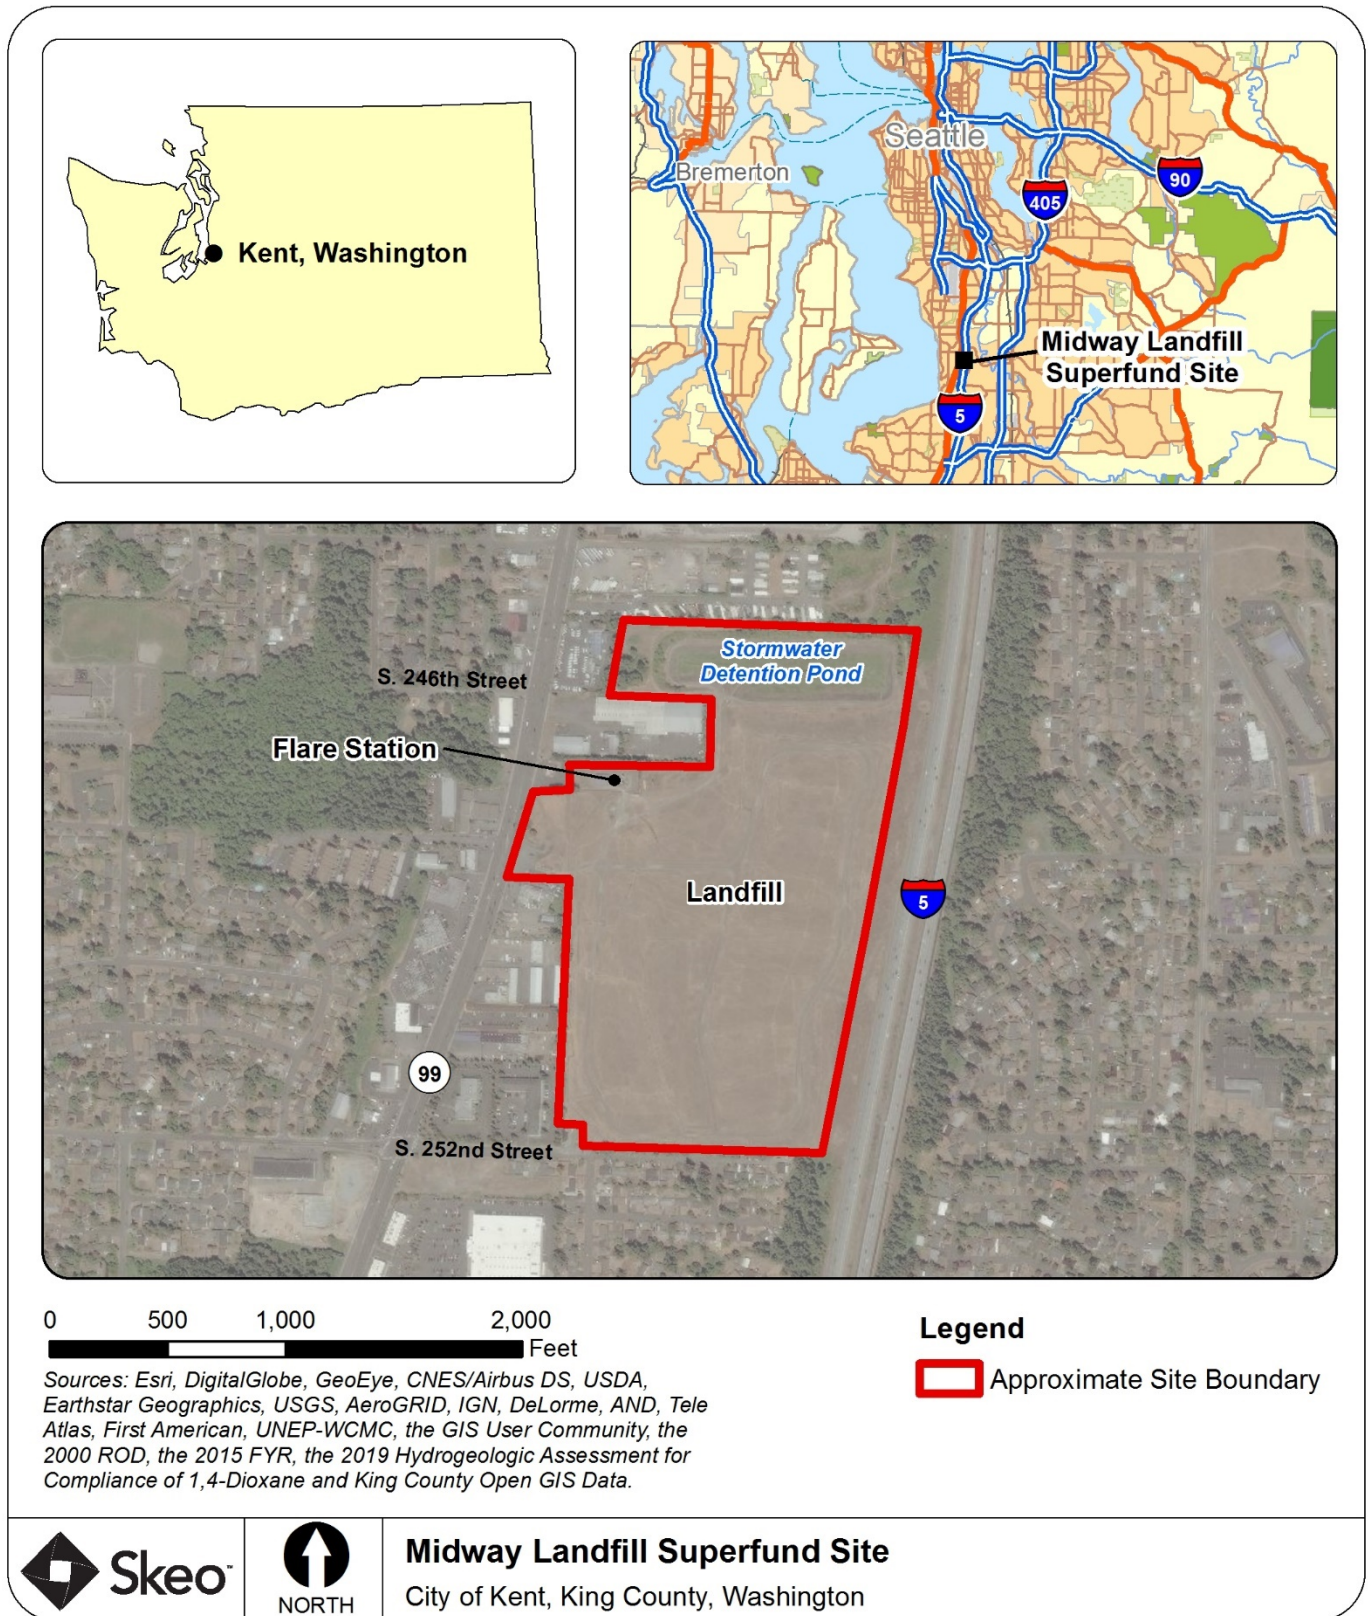 Kent, Washington
Seattle
Bremerton
90
405
Midway Landfill
Superfund Site
5
Stormwater
Detention Pond
S. 246th Street
Flare Station
Landfill
5
99
S. 252nd Street
0 500 1,000 2,000
Feet
Sources: Esri, DigitalGlobe, GeoEye, CNES/Airbus DS, USDA,
Earthstar Geographics, USGS, AeroGRID, IGN, DeLorme, AND, Tele
Atlas, First American, UNEP-WCMC, the GIS User Community, the
2000 ROD, the 2015 FYR, the 2019 Hydrogeologic Assessment for
Compliance of 1,4-Dioxane and King County Open GIS Data.
Legend
Approximate Site Boundary
Skeo™
NORTH
Midway Landfill Superfund Site
City of Kent, King County, Washington